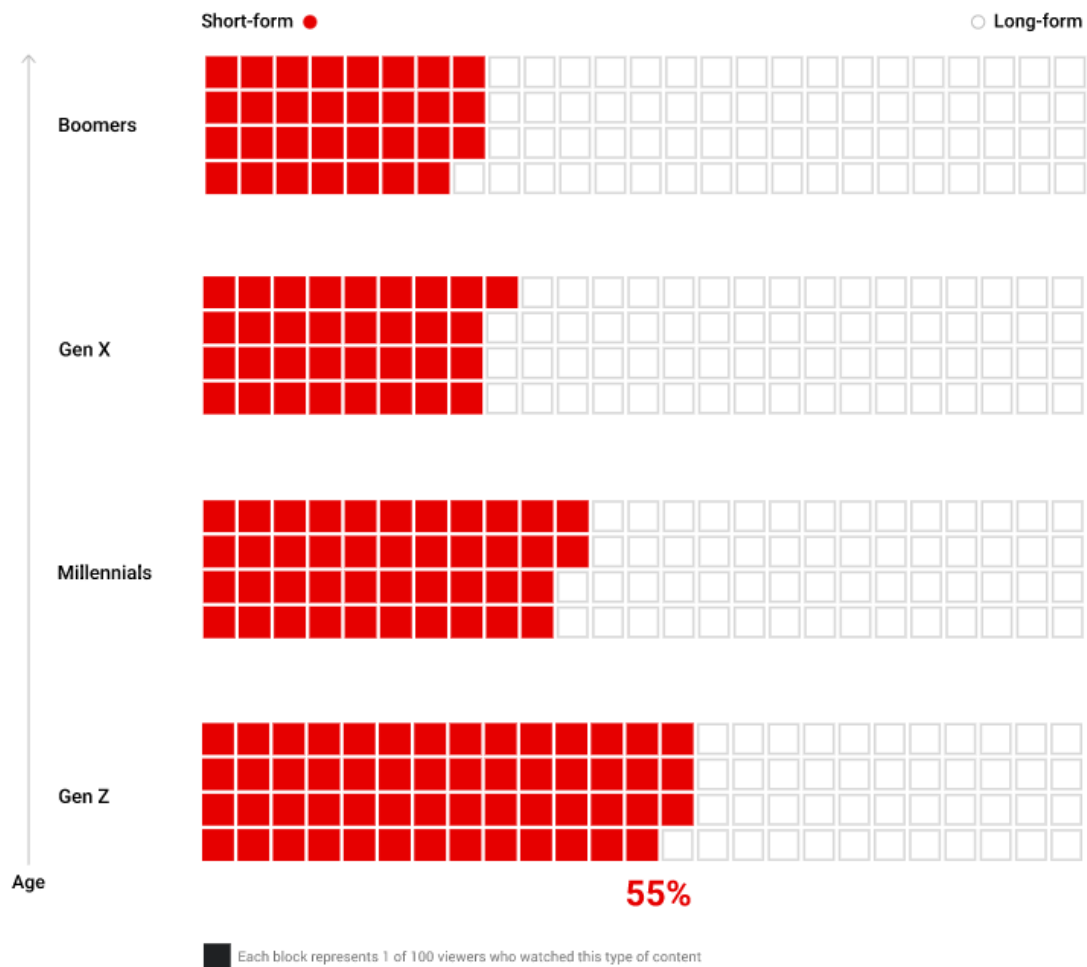 Short-form
Long-form
Boomers
Gen X
Millennials
Gen Z
Age
55%
Each block represents 1 of 100 viewers who watched this type of content